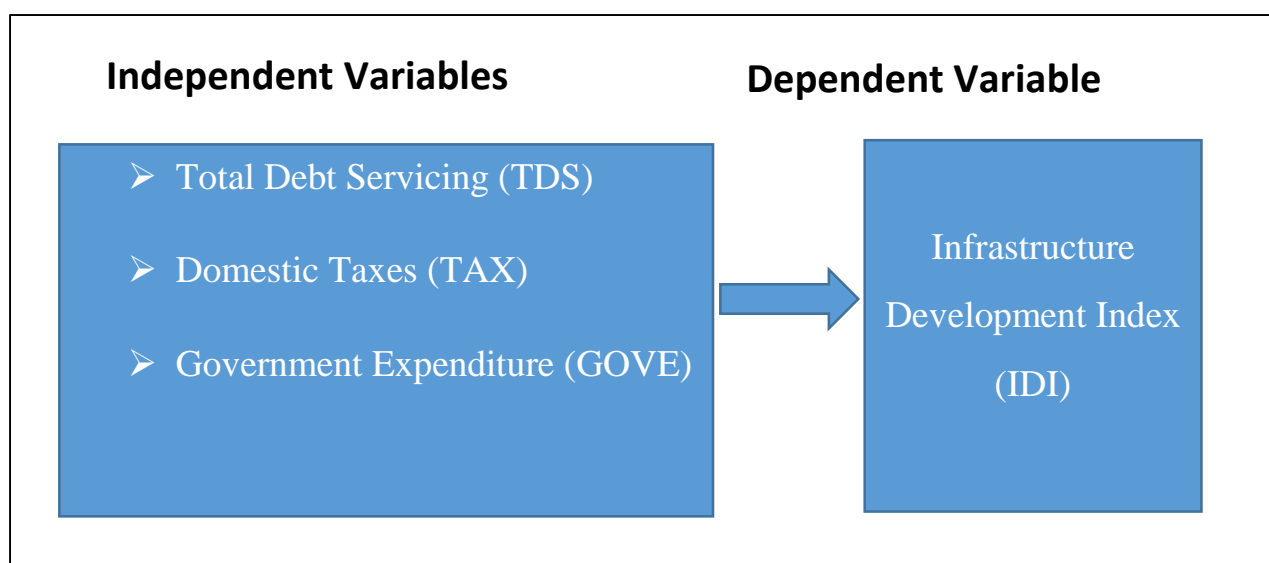 Independent Variables
Dependent Variable
➢ Total Debt Servicing (TDS)
➢ Domestic Taxes (TAX)
➢ Government Expenditure (GOVE)
Infrastructure
Development Index
(IDI)